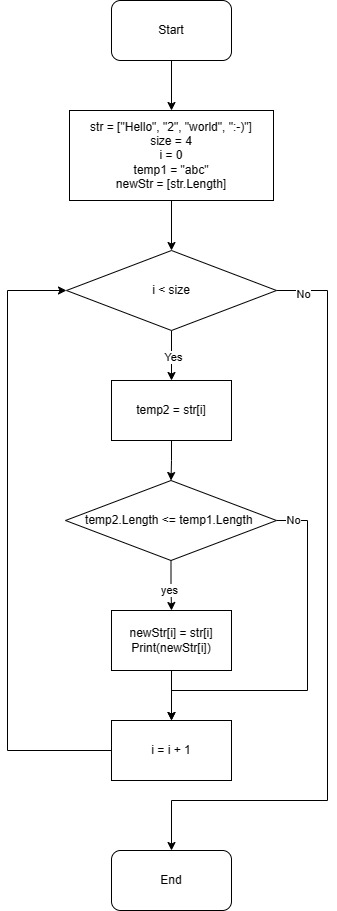 Start
str = ["Hello", "2", "world", ":-)"]
size = 4
i = 0
temp1 = "abc"
newStr = [str.Length]
i < size
No
Yes
temp2 = str[i]
temp2.Length <= temp1.Length
No
yes
newStr[i] = str[i]
Print(newStr[i])
i = i + 1
End